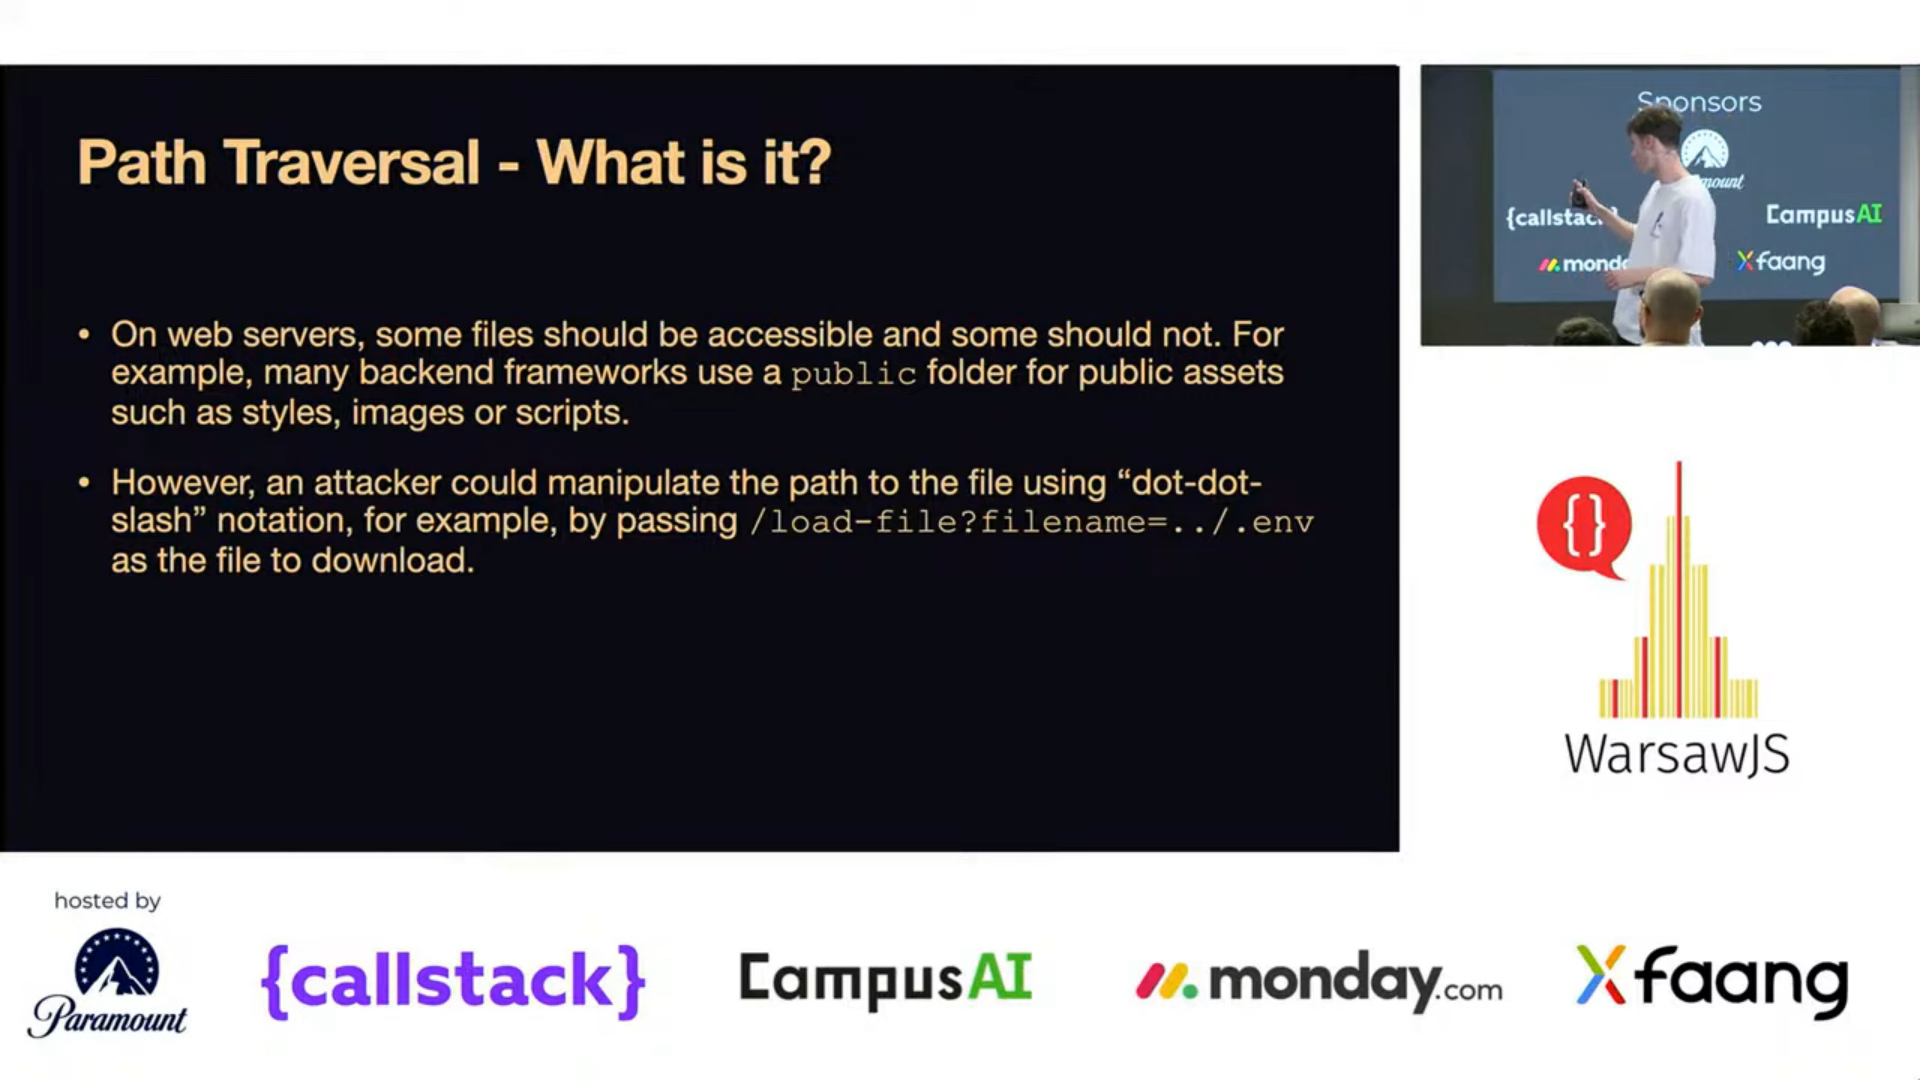 Path Traversal - What is it?
• On web servers, some files should be accessible and some should not. For
example, many backend frameworks use a public folder for public assets
such as styles, images or scripts.
• However, an attacker could manipulate the path to the file using “dot-dot-
slash” notation, for example, by passing /load-file?filename=../.env
as the file to download.
Sponsors
mount
{callstack}
CampusAI
monda
faang
{}
WarsawJS
hosted by
Paramount
{callstack}
CampusAI
monday.com
faang